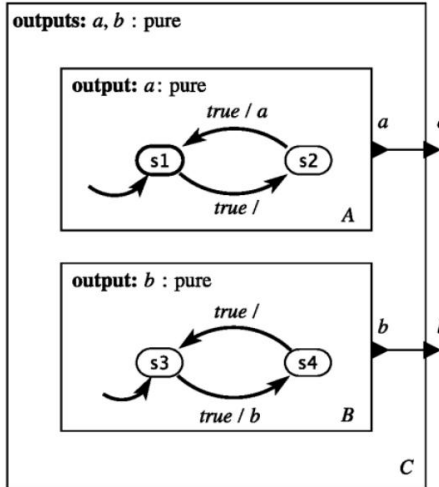 outputs: a, b : pure
output: a: pure
true / a
a
s1
s2
true /
A
output: b : pure
true /
b
s3
s4
true / b
B
C